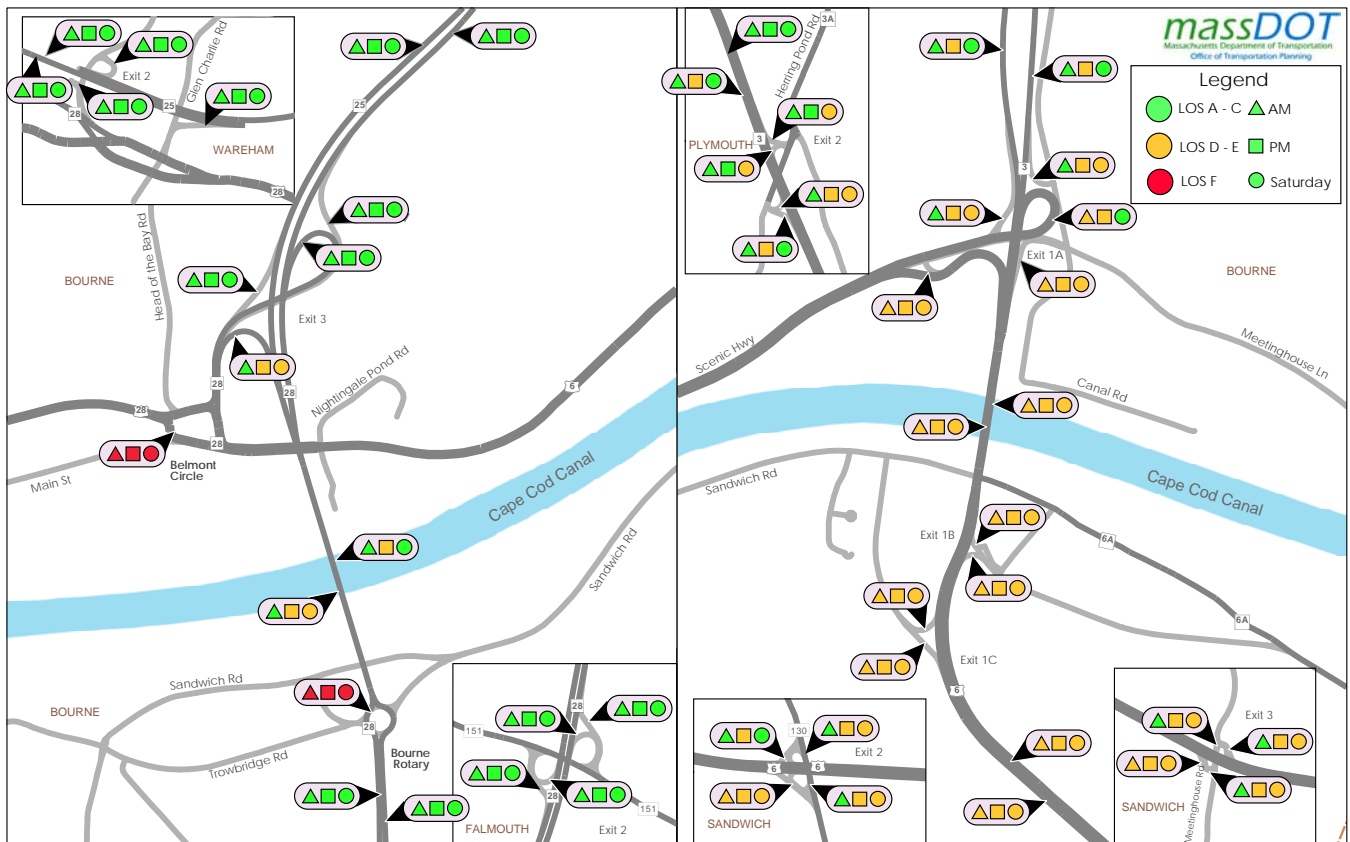 Glen Charlie Rd
Exit 2
25
28
WAREHAM
28
25
Head of the Bay Rd
BOURNE
Exit 3
28
28
Nightingale Pond Rd
6
28
28
Belmont
Circle
Main St
Cape Cod Canal
Sandwich Rd
Sandwich Rd
BOURNE
28
Bourne
Rotary
Trowbridge Rd
28
151
28
151
FALMOUTH
Exit 2
3A
Herring Pond Rd
3
Exit 2
PLYMOUTH
massDOT
Massachusetts Department of Transportation
Office of Transportation Planning
Legend
LOS A - C
AM
LOS D - E
PM
LOS F
Saturday
3
Exit 1A
BOURNE
Scenic Hwy
Meetinghouse Ln
Canal Rd
Sandwich Rd
Cape Cod Canal
Exit 1B
6A
6A
Exit 1C
6
130
Exit 2
6
6
SANDWICH
Exit 3
SANDWICH
Meetinghouse Rd